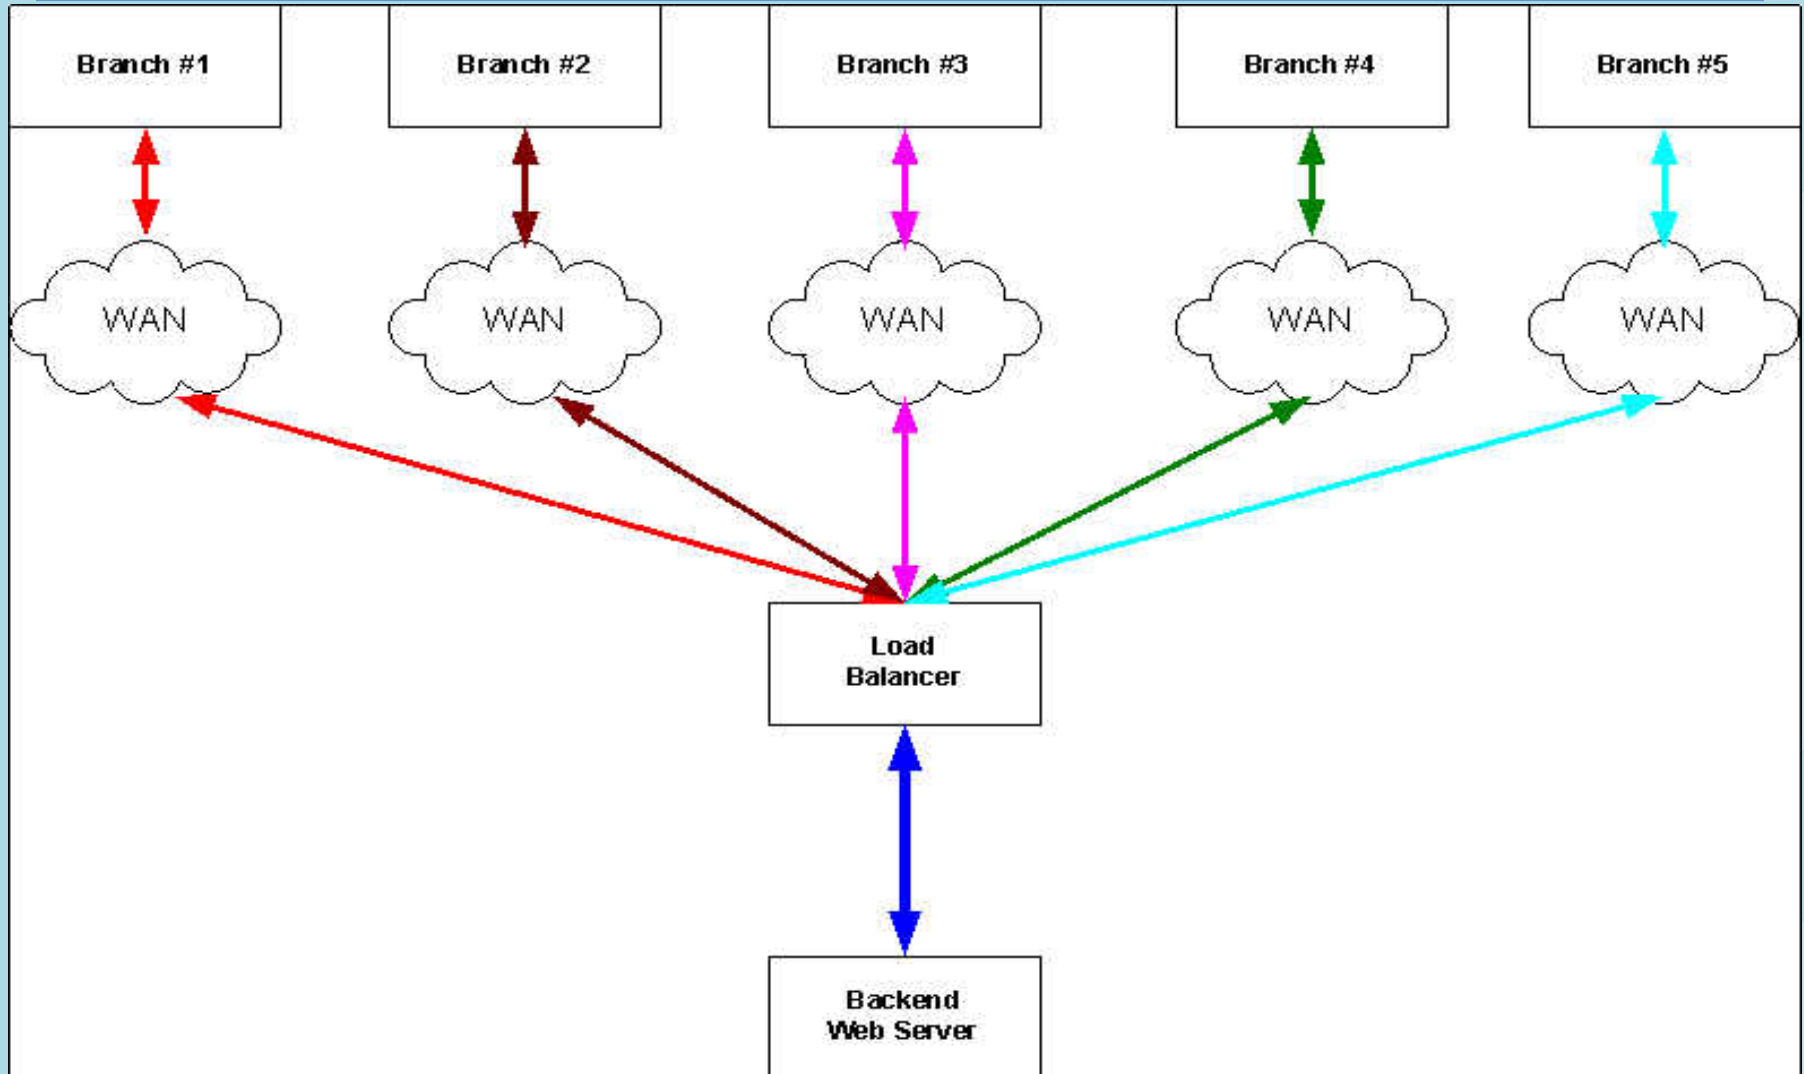 Branch #1
Branch #2
Branch #3
Branch #4
Branch #5
WAN
WAN
WAN
WAN
WAN
Load
Balancer
Backend
Web Server